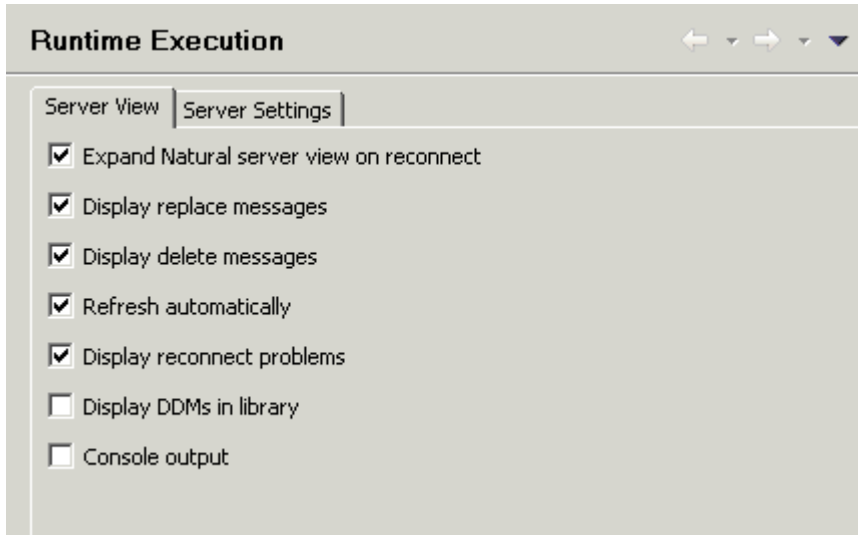 Runtime Execution
Server View
Server Settings
Expand Natural server view on reconnect
Display replace messages
Display delete messages
Refresh automatically
Display reconnect problems
Display DDMs in library
Console output